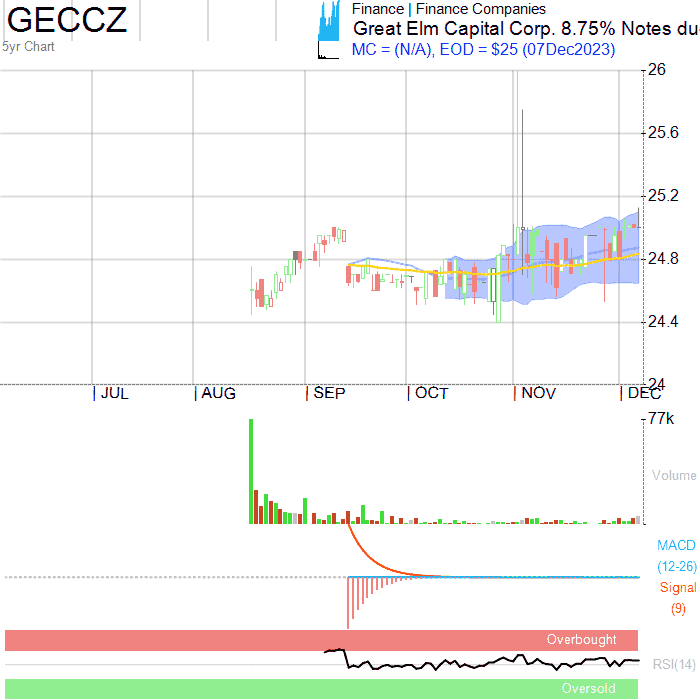 GECCZ
Finance | Finance Companies
Great Elm Capital Corp. 8.75% Notes du
5yr Chart
MC = (N/A), EOD = $25 (07Dec2023)
26
25.6
25.2
24.8
24.4
24
JUL AUG SEP OCT NOV DEC
77k
Volume
MACD
(12-26)
Signal
(9)
Overbought
RSI(14)
Oversold